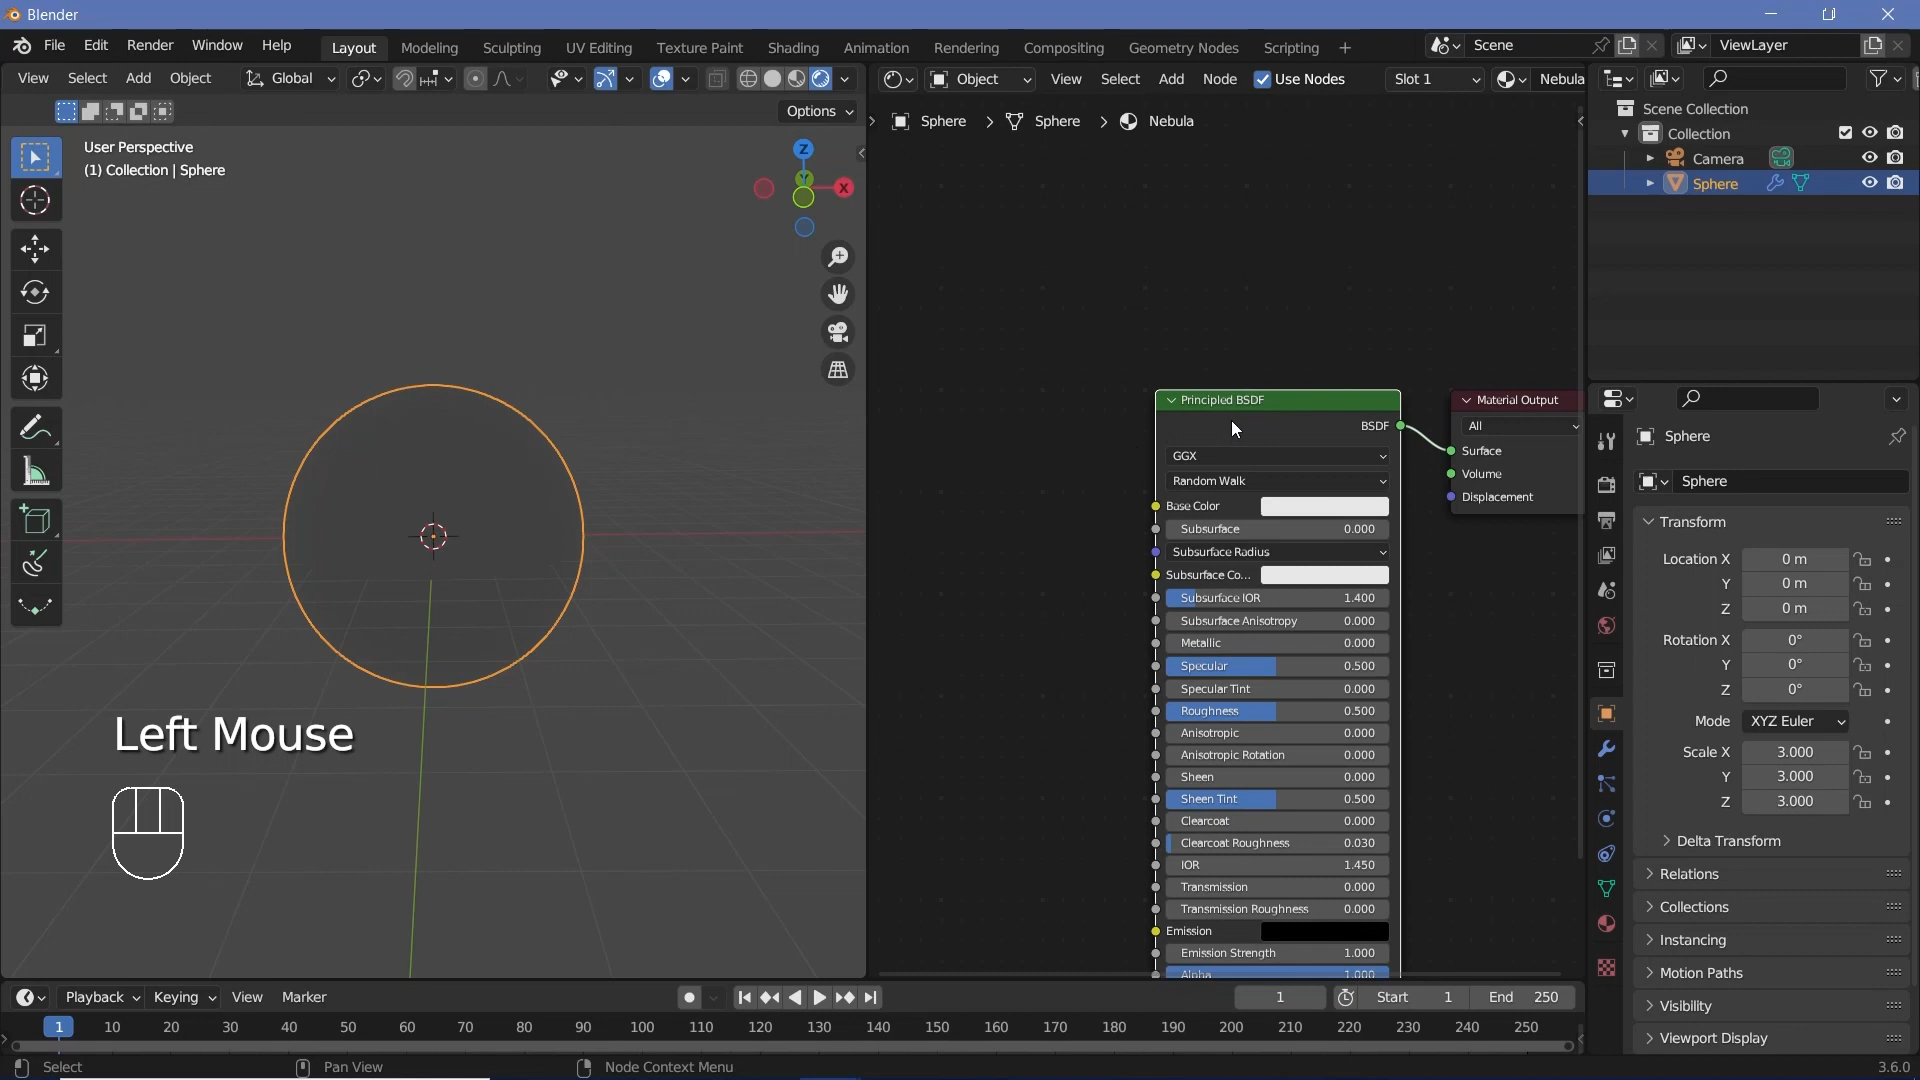 Blender
File Edit Render Window Help
Layout Modeling Sculpting UV Editing Texture Paint Shading Animation Rendering Compositing Geometry Nodes Scripting +
Scene
ViewLayer
View Select Add Object
Global
Object
View Select Add Node
Use Nodes
Slot 1
Nebula
Options
User Perspective
(1) Collection | Sphere
Z
Y
X
Sphere > Sphere > Nebula
Scene Collection
Collection
Camera
Sphere
Principled BSDF
BSDF
GGX
Random Walk
Base Color
Subsurface 0.000
Subsurface Radius
Subsurface Co...
Subsurface IOR 1.400
Subsurface Anisotropy 0.000
Metallic 0.000
Specular 0.500
Specular Tint 0.000
Roughness 0.500
Anisotropic 0.000
Anisotropic Rotation 0.000
Sheen 0.000
Sheen Tint 0.500
Clearcoat 0.000
Clearcoat Roughness 0.030
IOR 1.450
Transmission 0.000
Transmission Roughness 0.000
Emission
Emission Strength 1.000
Alpha 1.000
Material Output
All
Surface
Volume
Displacement
Left Mouse
Sphere
Sphere
Transform
Location X 0 m
Y 0 m
Z 0 m
Rotation X 0°
Y 0°
Z 0°
Mode XYZ Euler
Scale X 3.000
Y 3.000
Z 3.000
Delta Transform
Relations
Collections
Instancing
Motion Paths
Visibility
Viewport Display
Playback Keying View Marker
1
Start 1
End 250
1 10 20 30 40 50 60 70 80 90 100 110 120 130 140 150 160 170 180 190 200 210 220 230 240 250
Select
Pan View
Node Context Menu
3.6.0